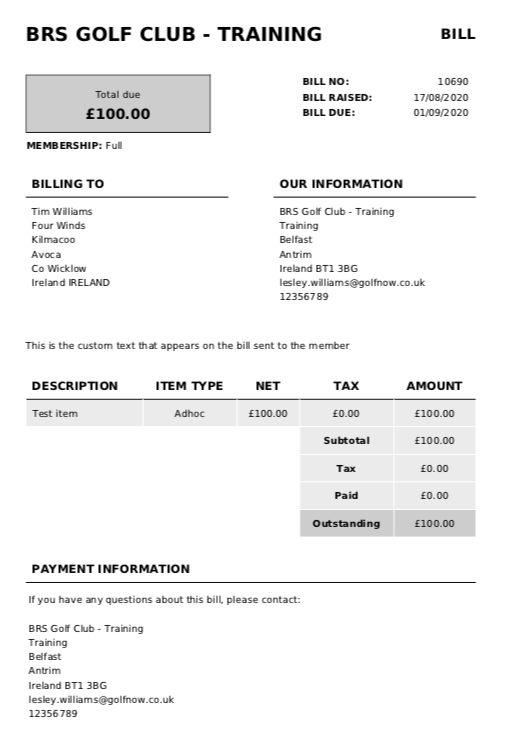 BRS GOLF CLUB - TRAINING
BILL
Total due
£100.00
BILL NO: 10690
BILL RAISED: 17/08/2020
BILL DUE: 01/09/2020
MEMBERSHIP: Full
BILLING TO
Tim Williams
Four Winds
Kilmacoo
Avoca
Co Wicklow
Ireland IRELAND
OUR INFORMATION
BRS Golf Club - Training
Training
Belfast
Antrim
Ireland BT1 3BG
lesley.williams@golfnow.co.uk
12356789
This is the custom text that appears on the bill sent to the member
DESCRIPTION ITEM TYPE NET TAX AMOUNT
Test item Adhoc £100.00 £0.00 £100.00
Subtotal £100.00
Tax £0.00
Paid £0.00
Outstanding £100.00
PAYMENT INFORMATION
If you have any questions about this bill, please contact:
BRS Golf Club - Training
Training
Belfast
Antrim
Ireland BT1 3BG
lesley.williams@golfnow.co.uk
12356789